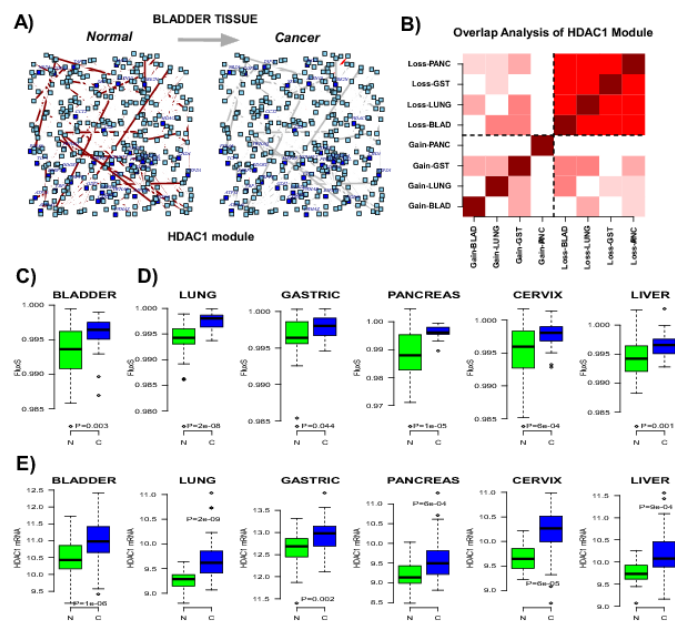 A)
BLADDER TISSUE
Normal
Cancer
HDAC1 module
B)
Overlap Analysis of HDAC1 Module
Loss-PANC
Loss-GST
Loss-LUNG
Loss-BLAD
Gain-PANC
Gain-GST
Gain-LUNG
Gain-BLAD
Gain-BLAD
Gain-LUNG
Gain-GST
Gain-PANC
Loss-BLAD
Loss-LUNG
Loss-GST
Loss-PANC
C)
BLADDER
FluxS
1.000
0.995
0.990
0.985
P=0.003
N C
D)
LUNG
FluxS
1.000
0.995
0.990
0.985
0.980
P=2e-08
N C
GASTRIC
FluxS
1.000
0.995
0.990
0.985
P=0.044
N C
PANCREAS
FluxS
1.00
0.99
0.98
0.97
P=1e-05
N C
CERVIX
FluxS
1.000
0.995
0.990
0.985
P=6e-04
N C
LIVER
FluxS
1.000
0.995
0.990
0.985
P=0.001
N C
E)
BLADDER
HDAC1 mRNA
12.5
12.0
11.5
11.0
10.5
10.0
9.5
P=1e-06
N C
LUNG
HDAC1 mRNA
11.0
10.5
10.0
9.5
9.0
P=2e-09
N C
GASTRIC
HDAC1 mRNA
13.5
13.0
12.5
12.0
11.5
P=0.002
N C
PANCREAS
HDAC1 mRNA
11.0
10.5
10.0
9.5
9.0
8.5
P=6e-04
N C
CERVIX
HDAC1 mRNA
11.0
10.5
10.0
9.5
9.0
P=6e-05
N C
LIVER
HDAC1 mRNA
11.5
11.0
10.5
10.0
9.5
9.0
P=9e-04
N C